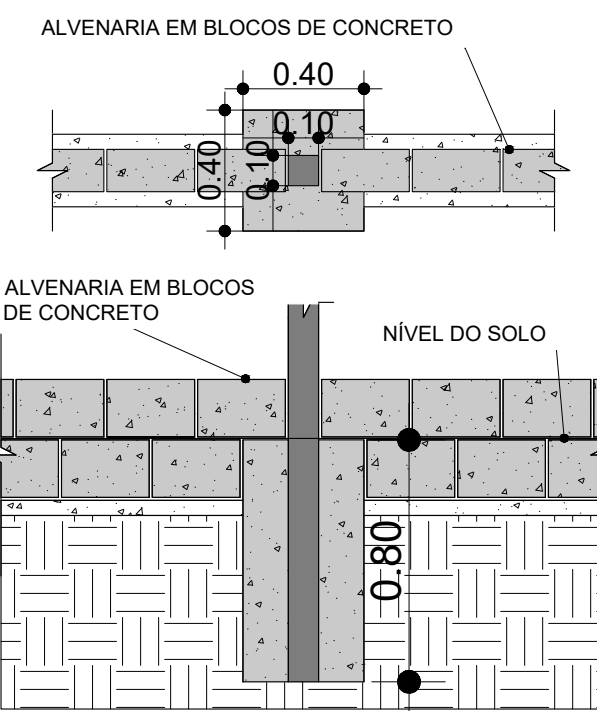 ALVENARIA EM BLOCOS DE CONCRETO
0.40
0.10
0.40
0.10
ALVENARIA EM BLOCOS
DE CONCRETO
NÍVEL DO SOLO
0.80